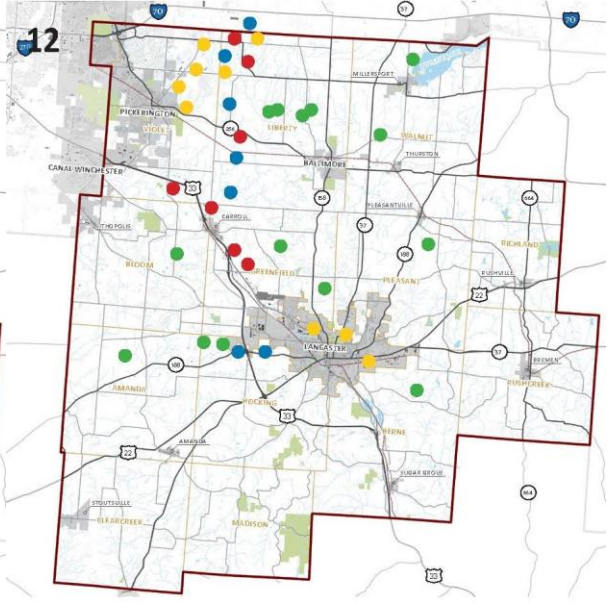 37
70
70
12
MILLERSPORT
PICKERINGTON
VIOLET
256
LIBERTY
WALNUT
BALTIMORE
THURSTON
CANAL WINCHESTER
33
158
664
PLEASANTVILLE
CARROLL
37
THOPOLIS
RICHLAND
188
BLOOM
GREENFIELD
PLEASANT
RUSHVILLE
22
LANCASTER
37
188
BREMEN
AMANDA
RUSHCREEK
HOCKING
33
BERNE
AMANDA
22
SUGAR GROVE
664
STOUTSVILLE
CLEARCREEK
MADISON
33